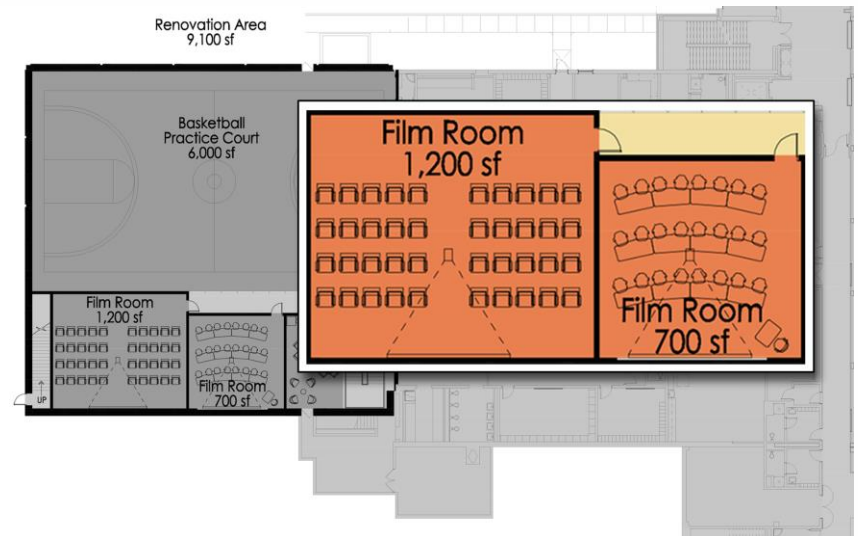 Renovation Area
9,100 sf
Basketball
Practice Court
6,000 sf
Film Room
1,200 sf
Film Room
700 sf
Film Room
1,200 sf
Film Room
700 sf
UP